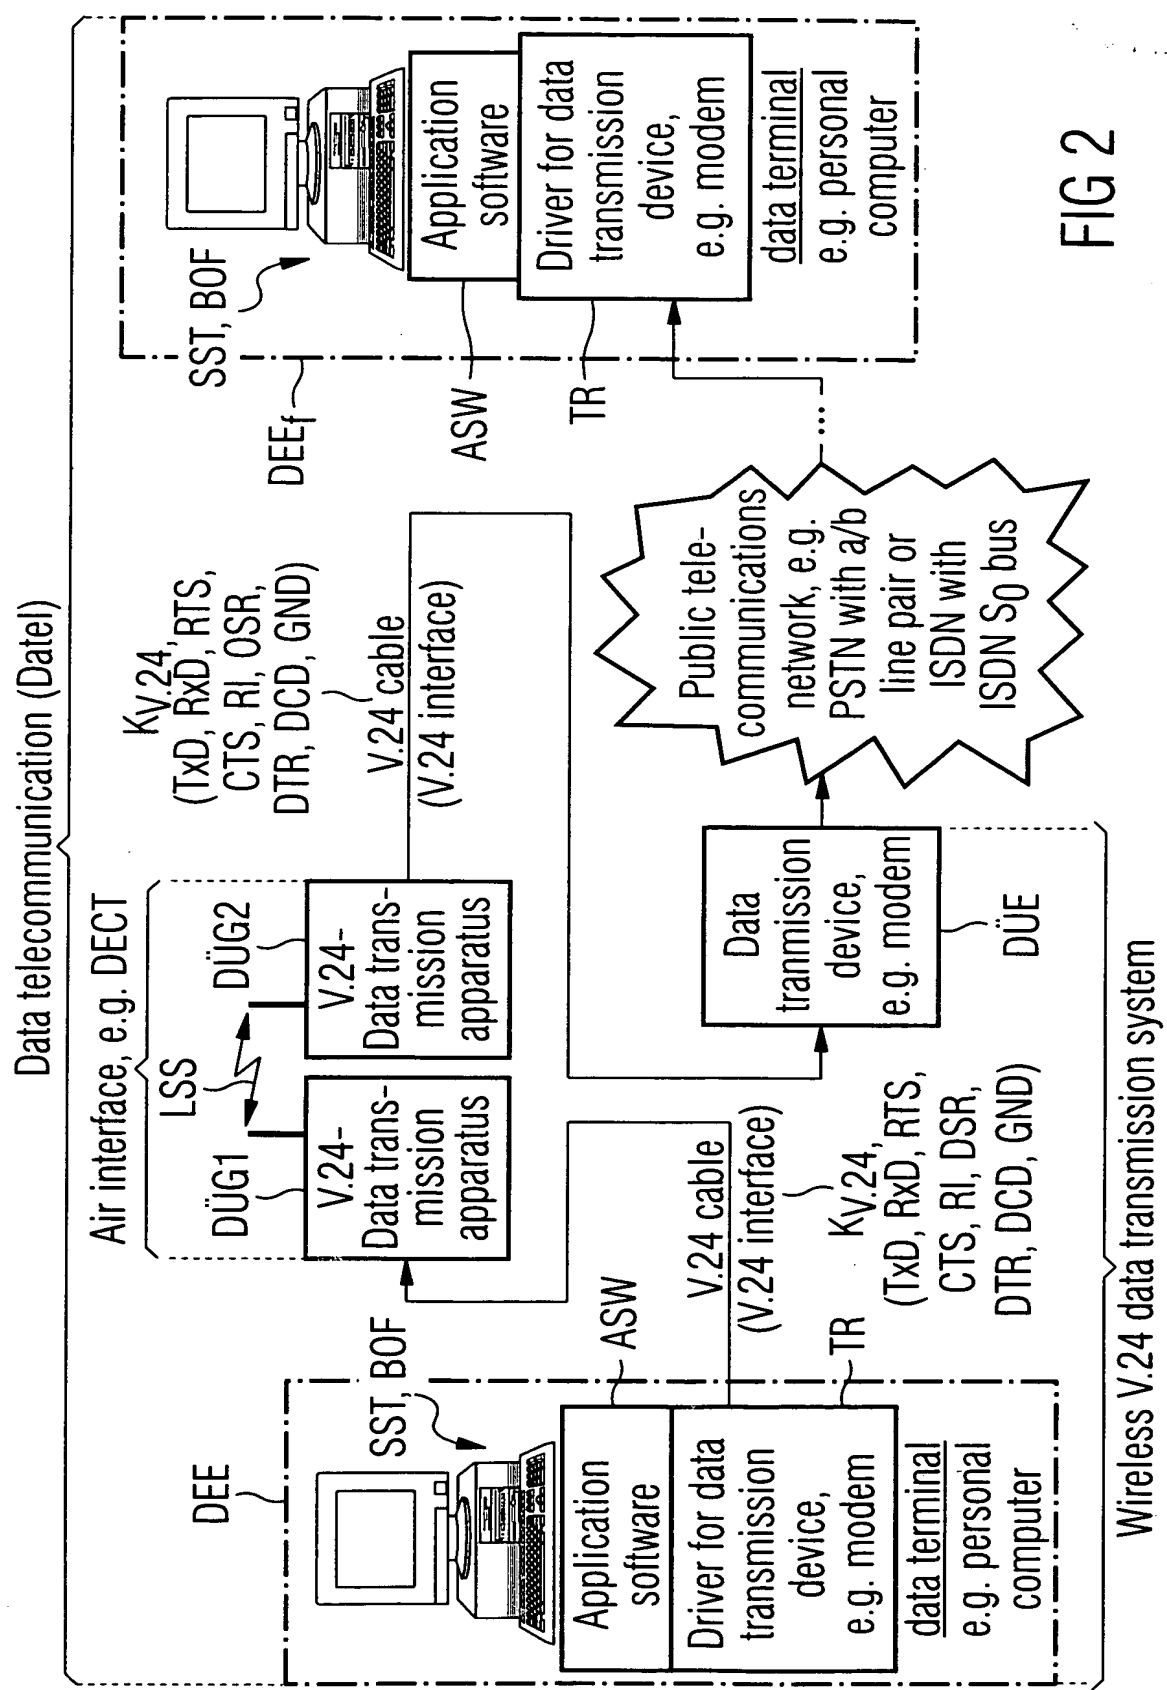 Data telecommunication (Datel)
Air interface, e.g. DECT
LSS
DÜG1
DÜG2
V.24-
Data trans-
mission
apparatus
V.24-
Data trans-
mission
apparatus
KV.24,
(TxD, RxD, RTS,
CTS, RI, OSR,
DTR, DCD, GND)
V.24 cable
(V.24 interface)
DEE
SST, BOF
Application
software
ASW
Driver for data
transmission
device,
e.g. modem
TR
data terminal
e.g. personal
computer
V.24 cable
(V.24 interface)
KV.24,
(TxD, RxD, RTS,
CTS, RI, DSR,
DTR, DCD, GND)
Data
tranmission
device,
e.g. modem
DÜE
Public tele-
communications
network, e.g.
PSTN with a/b
line pair or
ISDN with
ISDN S0 bus
...
DEEf
SST, BOF
Application
software
ASW
Driver for data
transmission
device,
e.g. modem
TR
data terminal
e.g. personal
computer
Wireless V.24 data transmission system
FIG 2